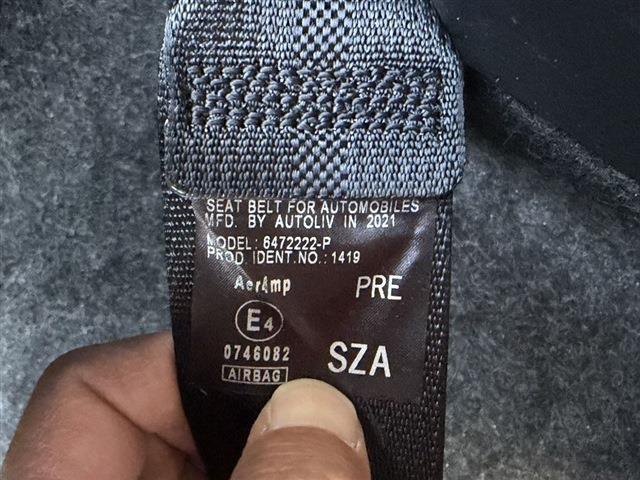 SEAT BELT FOR AUTOMOBILES
MFD. BY AUTOLIV IN 2021
MODEL: 6472222-P
PROD. IDENT.NO.:1419
Aer4mp PRE
E4
0746082 SZA
AIRBAG